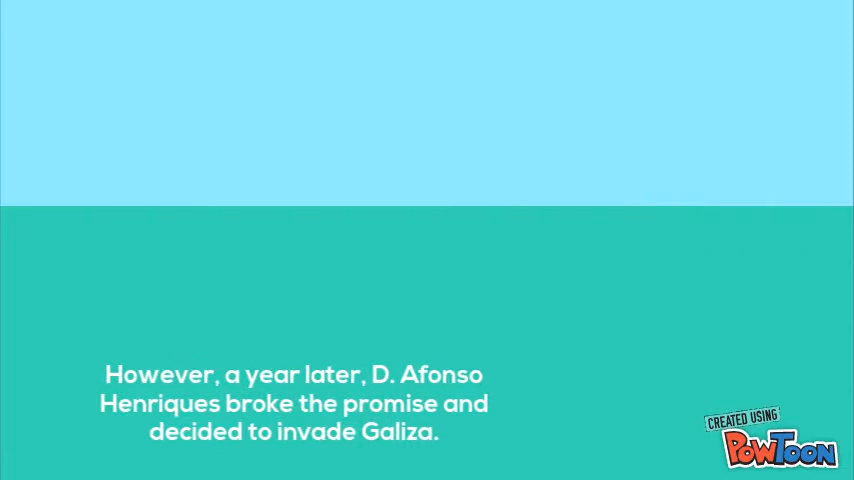 However, a year later, D. Afonso
Henriques broke the promise and
decided to invade Galiza.
CREATED USING
POWTOON